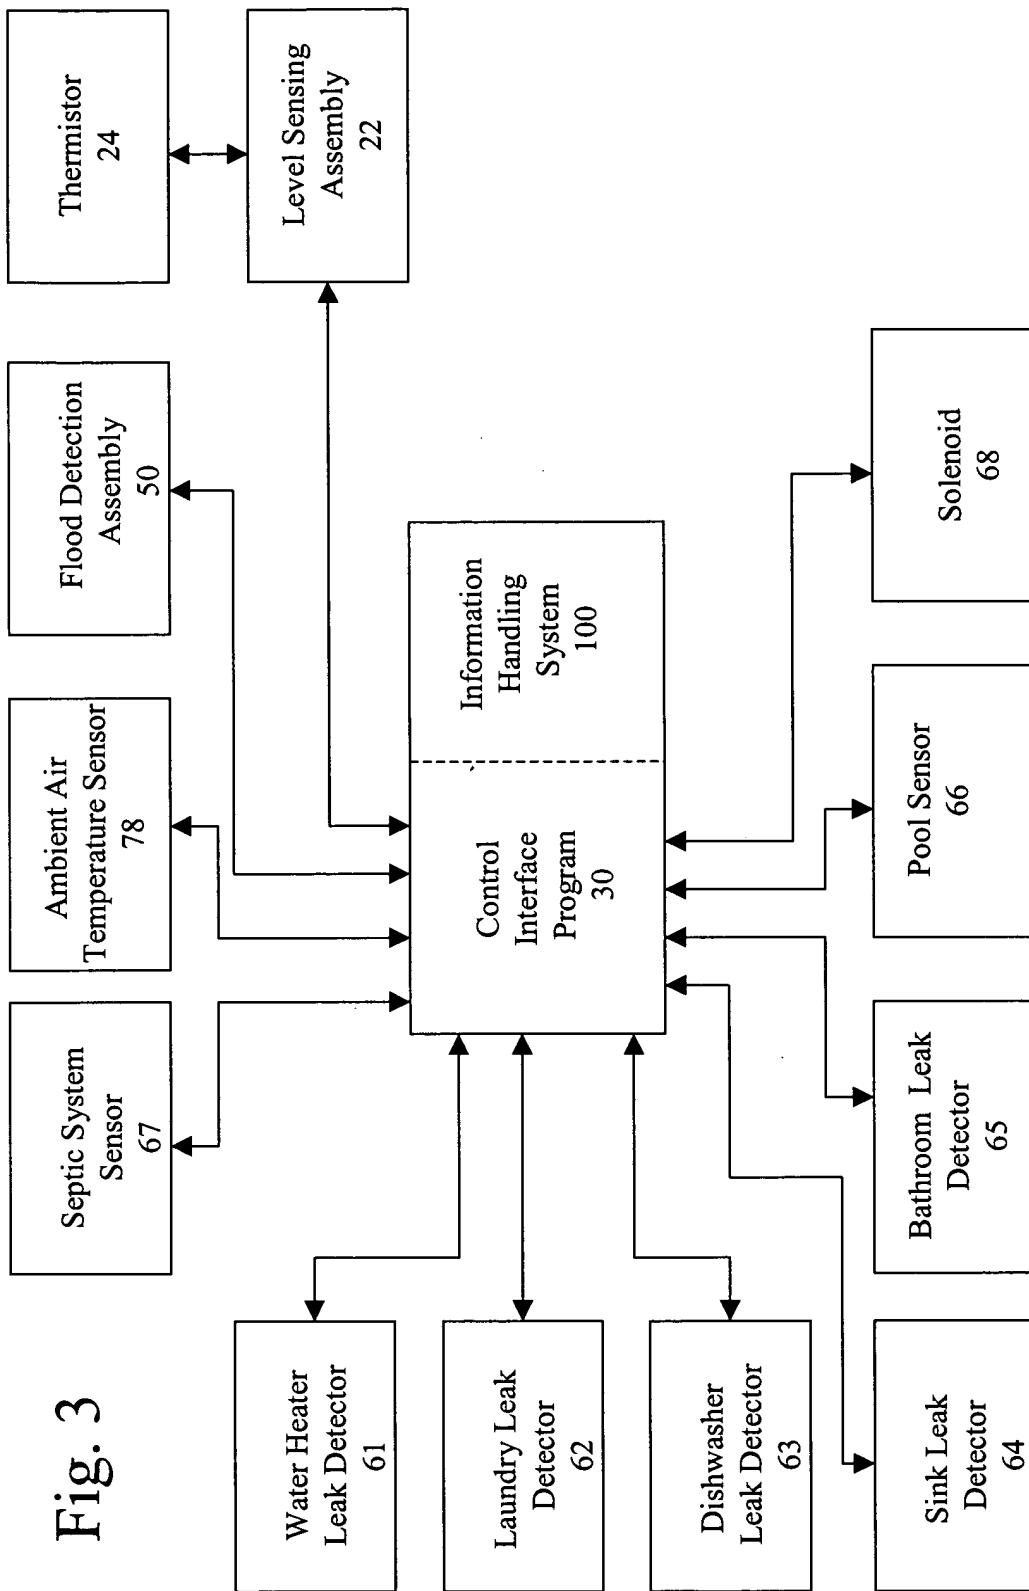 Fig. 3
Septic System
Sensor
67
Ambient Air
Temperature Sensor
78
Flood Detection
Assembly
50
Thermistor
24
Level Sensing
Assembly
22
Water Heater
Leak Detector
61
Laundry Leak
Detector
62
Dishwasher
Leak Detector
63
Control
Interface
Program
30
Information
Handling
System
100
Sink Leak
Detector
64
Bathroom Leak
Detector
65
Pool Sensor
66
Solenoid
68